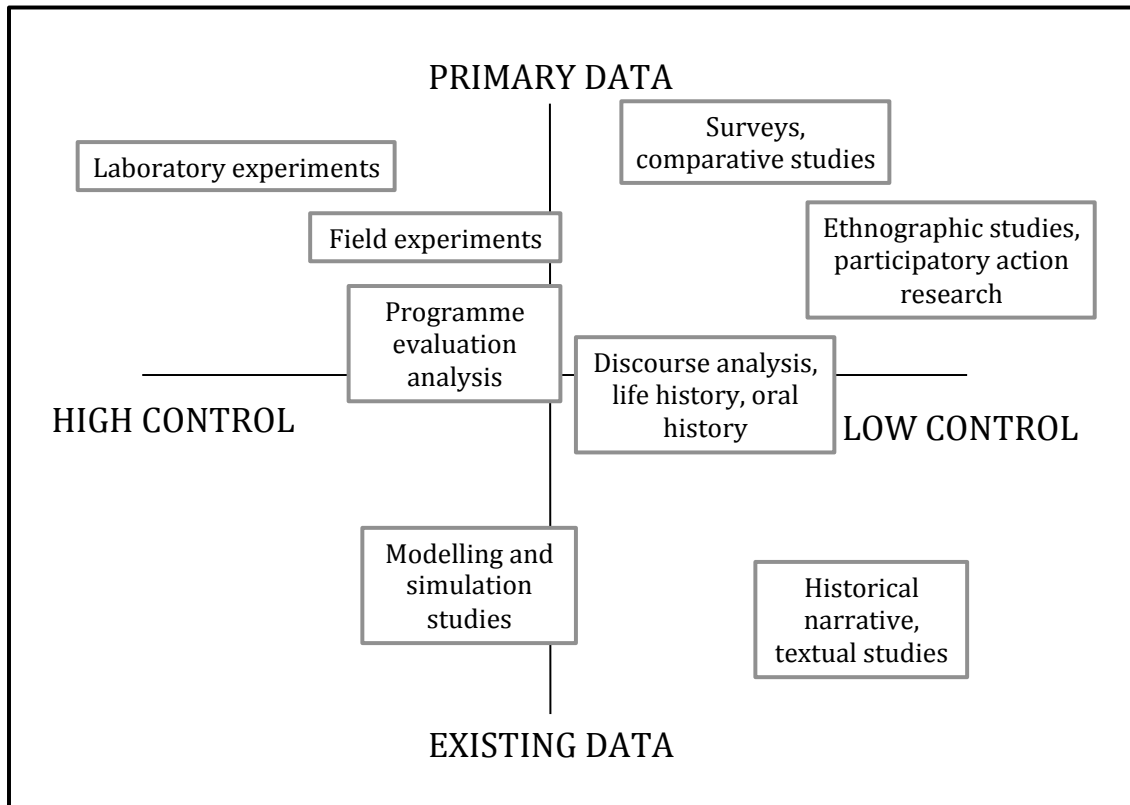 PRIMARY DATA
Surveys,
comparative studies
Laboratory experiments
Field experiments
Ethnographic studies,
participatory action
research
Programme
evaluation
analysis
Discourse analysis,
life history, oral
history
HIGH CONTROL
LOW CONTROL
Modelling and
simulation
studies
Historical
narrative,
textual studies
EXISTING DATA